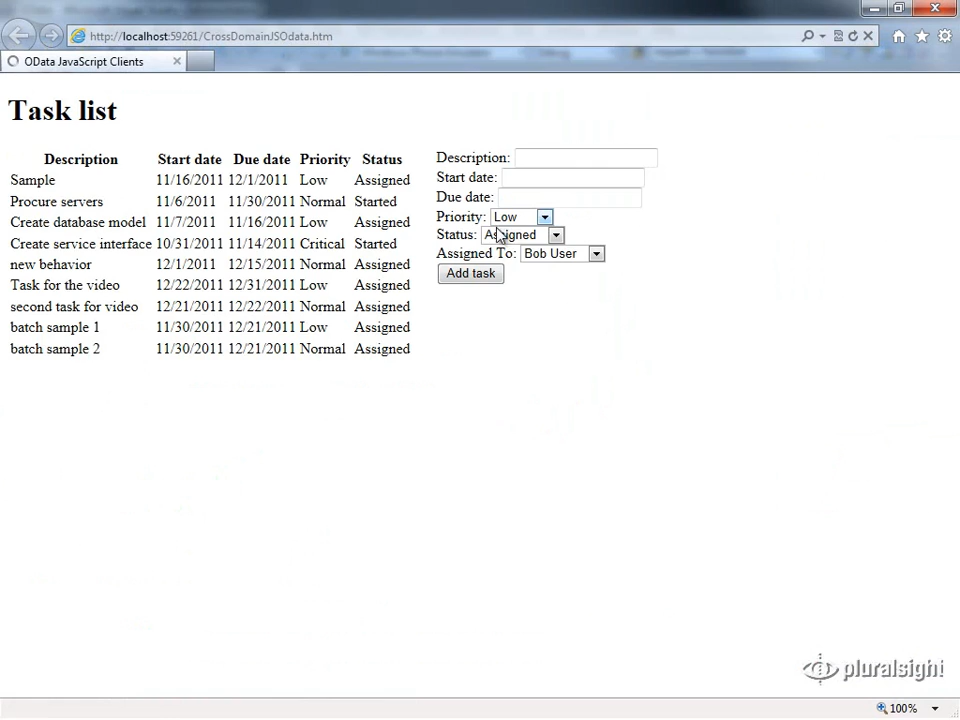 http://localhost:59261/CrossDomainJSOdata.htm
OData JavaScript Clients
Task list
Description Start date Due date Priority Status
Sample 11/16/2011 12/1/2011 Low Assigned
Procure servers 11/6/2011 11/30/2011 Normal Started
Create database model 11/7/2011 11/16/2011 Low Assigned
Create service interface 10/31/2011 11/14/2011 Critical Started
new behavior 12/1/2011 12/15/2011 Normal Assigned
Task for the video 12/22/2011 12/31/2011 Low Assigned
second task for video 12/21/2011 12/22/2011 Normal Assigned
batch sample 1 11/30/2011 12/21/2011 Low Assigned
batch sample 2 11/30/2011 12/21/2011 Normal Assigned
Description:
Start date:
Due date:
Priority: Low
Status: Assigned
Assigned To: Bob User
Add task
pluralsight
100%